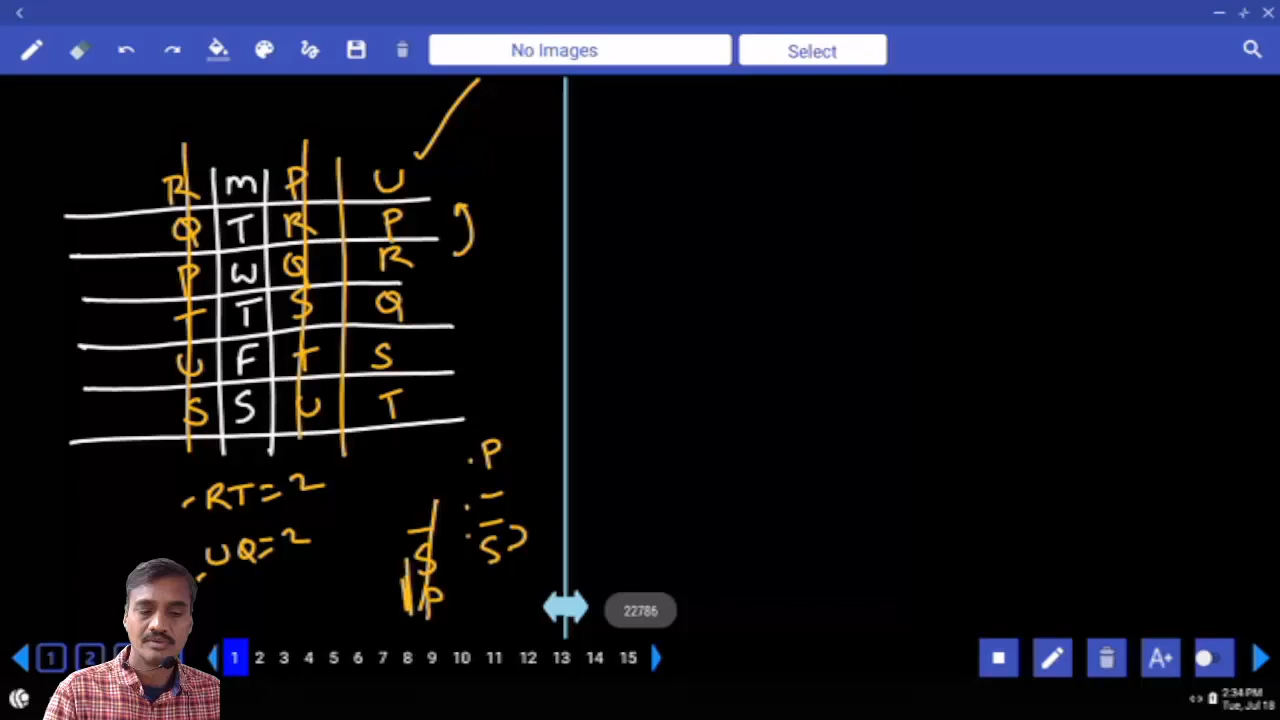 No Images Select
R m P U
Q T R P
P W Q R
T T S Q
U F T S
S S U T
RT=2
UQ=2
P
S
S
P
22786
1 2 1 2 3 4 5 6 7 8 9 10 11 12 13 14 15
A+
2:34 PM
Tue, Jul 18